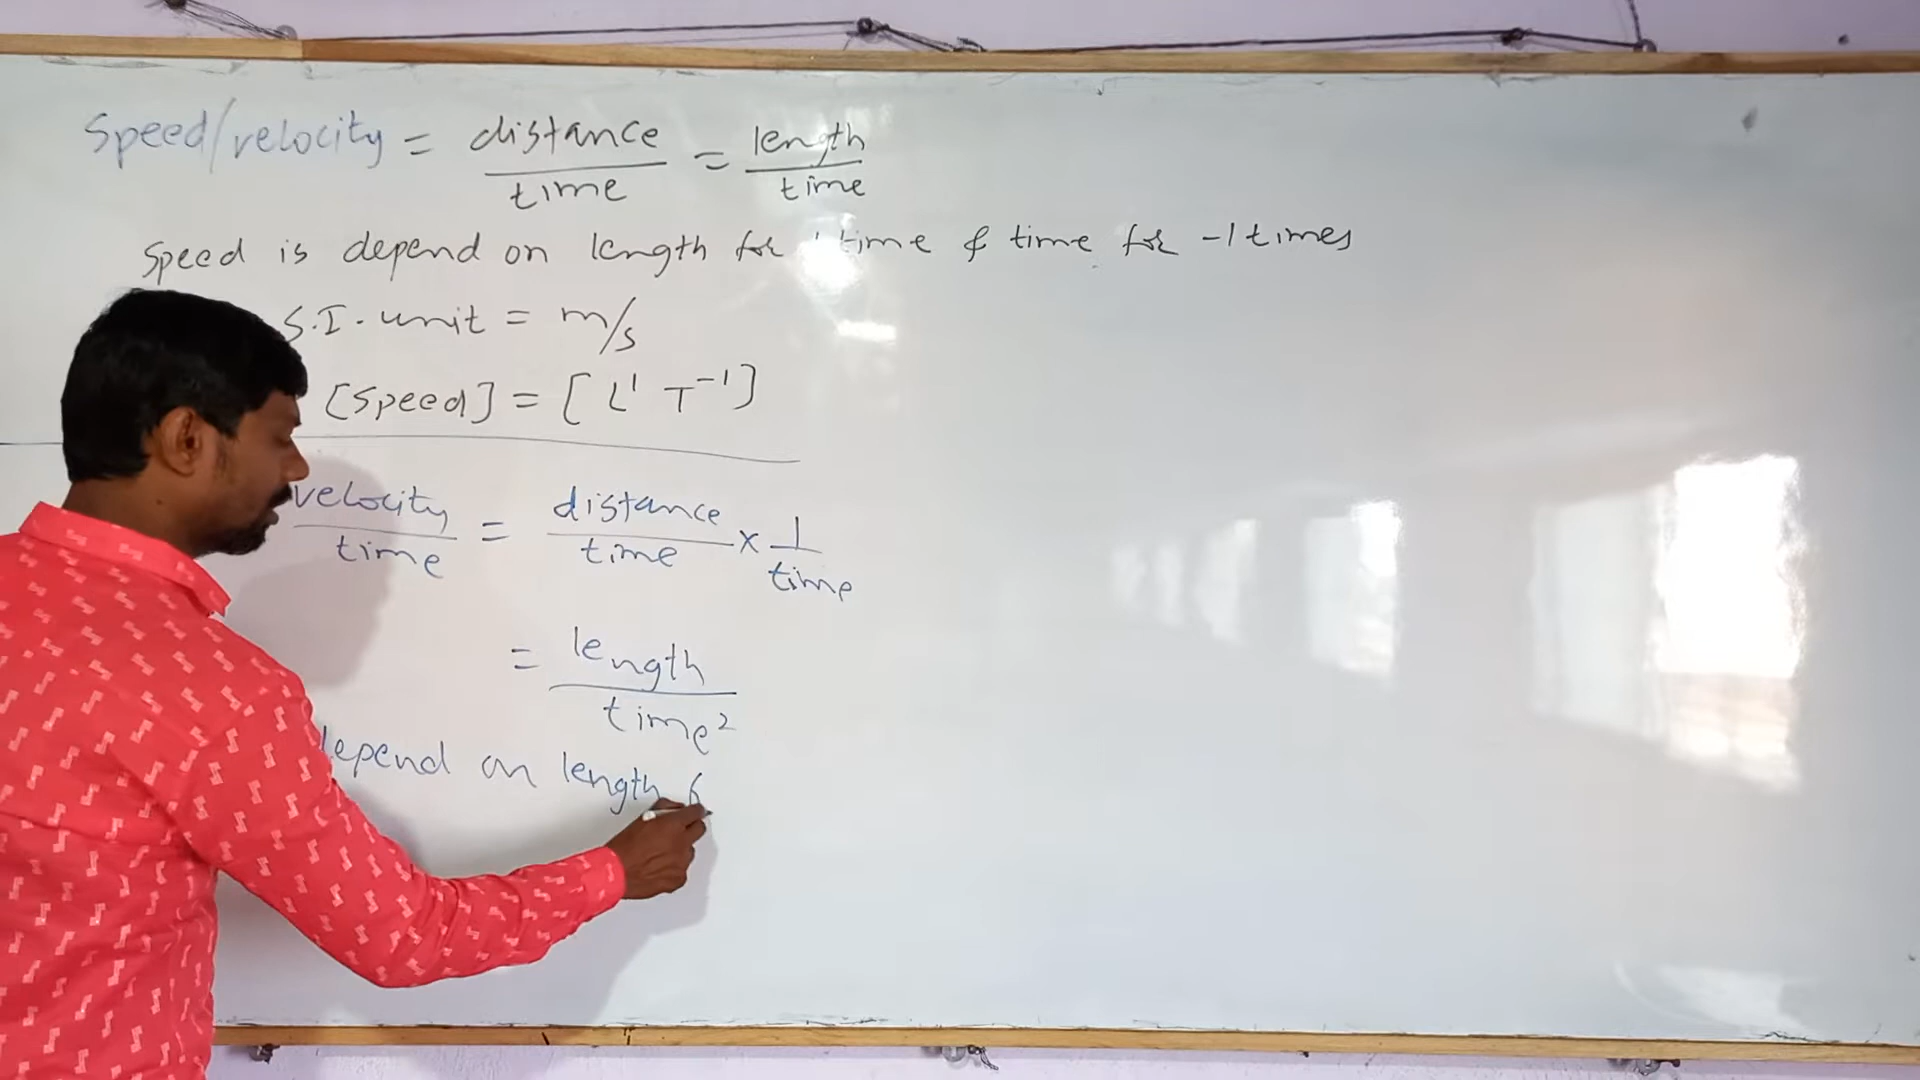 Speed/velocity = distance/time = length/time
Speed is depend on length for 1 time & time for -1 times
S.I. unit = m/s
[Speed] = [L¹ T⁻¹]
velocity/time = distance/time × 1/time
= length/time²
depend on length f